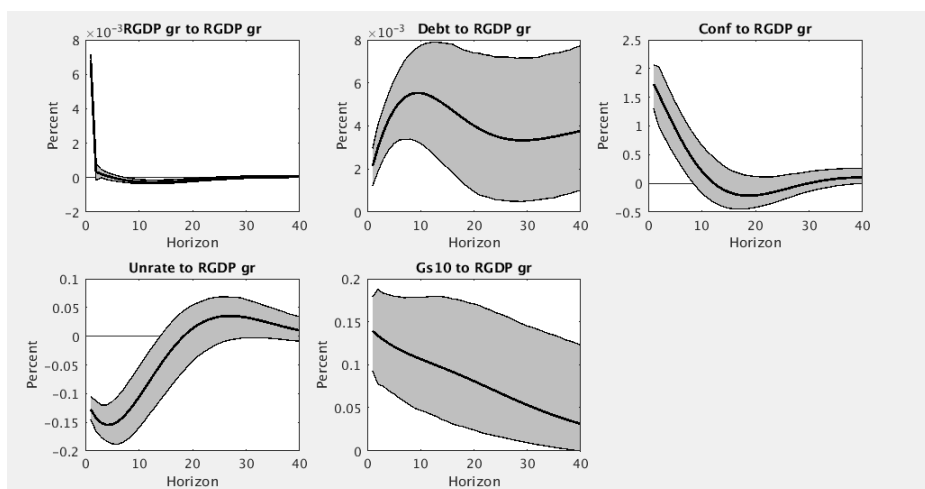 ×10⁻³ RGDP gr to RGDP gr
8
6
4
2
0
−2
Percent
0 10 20 30 40
Horizon
×10⁻³ Debt to RGDP gr
8
6
4
2
0
Percent
0 10 20 30 40
Horizon
Conf to RGDP gr
2.5
2
1.5
1
0.5
0
−0.5
Percent
0 10 20 30 40
Horizon
Unrate to RGDP gr
0.1
0.05
0
−0.05
−0.1
−0.15
−0.2
Percent
0 10 20 30 40
Horizon
Gs10 to RGDP gr
0.2
0.15
0.1
0.05
0
Percent
0 10 20 30 40
Horizon